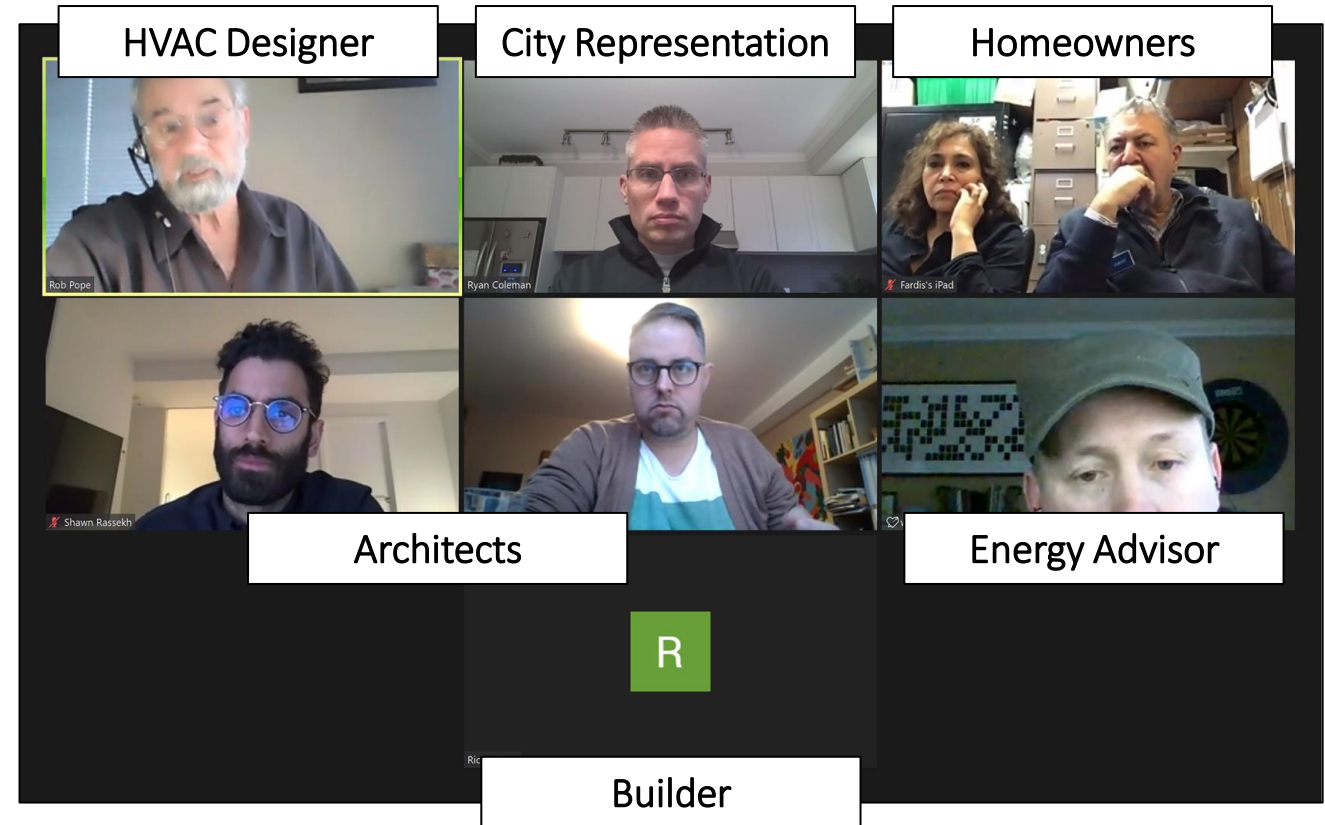 HVAC Designer
City Representation
Homeowners
Rob Pope
Ryan Coleman
Fardis's iPad
Shawn Rassekh
Architects
Energy Advisor
R
Builder